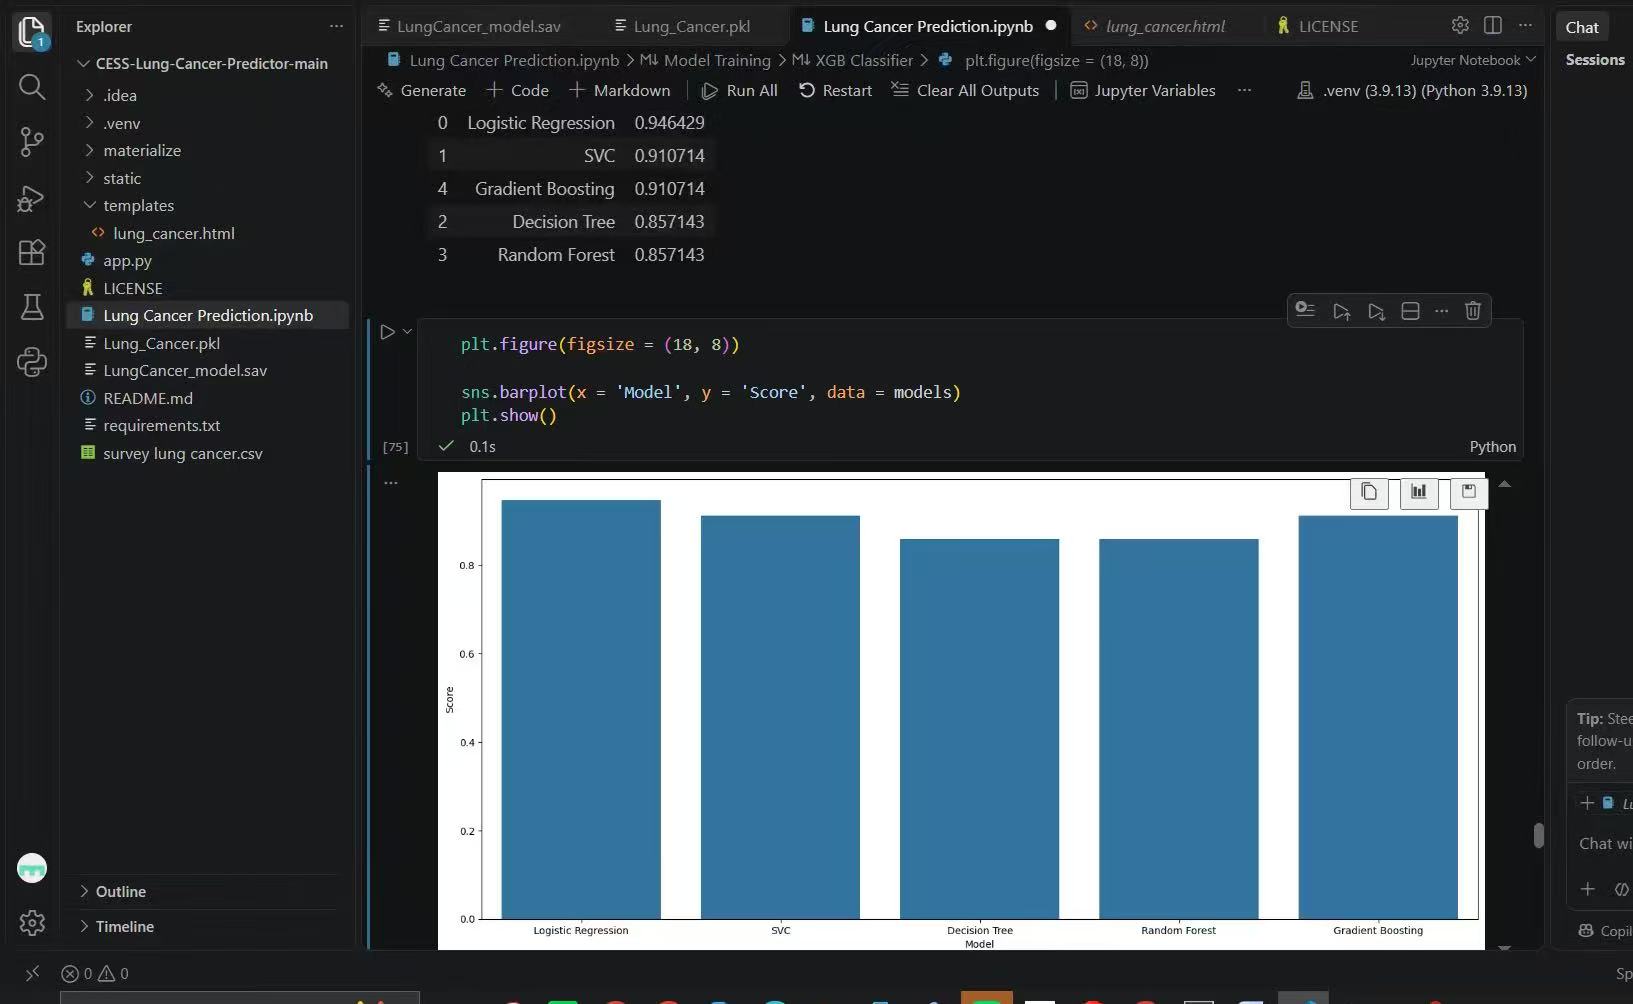 Explorer
CESS-Lung-Cancer-Predictor-main
.idea
.venv
materialize
static
templates
lung_cancer.html
app.py
LICENSE
Lung Cancer Prediction.ipynb
Lung_Cancer.pkl
LungCancer_model.sav
README.md
requirements.txt
survey lung cancer.csv
Outline
Timeline
1
LungCancer_model.sav Lung_Cancer.pkl Lung Cancer Prediction.ipynb lung_cancer.html LICENSE
Lung Cancer Prediction.ipynb > M↓ Model Training > M↓ XGB Classifier > plt.figure(figsize = (18, 8)) Jupyter Notebook
Generate + Code + Markdown Run All Restart Clear All Outputs Jupyter Variables ... .venv (3.9.13) (Python 3.9.13)
0 Logistic Regression 0.946429
1 SVC 0.910714
4 Gradient Boosting 0.910714
2 Decision Tree 0.857143
3 Random Forest 0.857143
plt.figure(figsize = (18, 8))
sns.barplot(x = 'Model', y = 'Score', data = models)
plt.show()
[75] 0.1s Python
0.8
0.6
0.4
0.2
0.0
Score
Logistic Regression SVC Decision Tree Random Forest Gradient Boosting
Model
Chat
Sessions
Tip: Stee
follow-u
order.
+ Lu
Chat wi
Copil
0 0
Sp